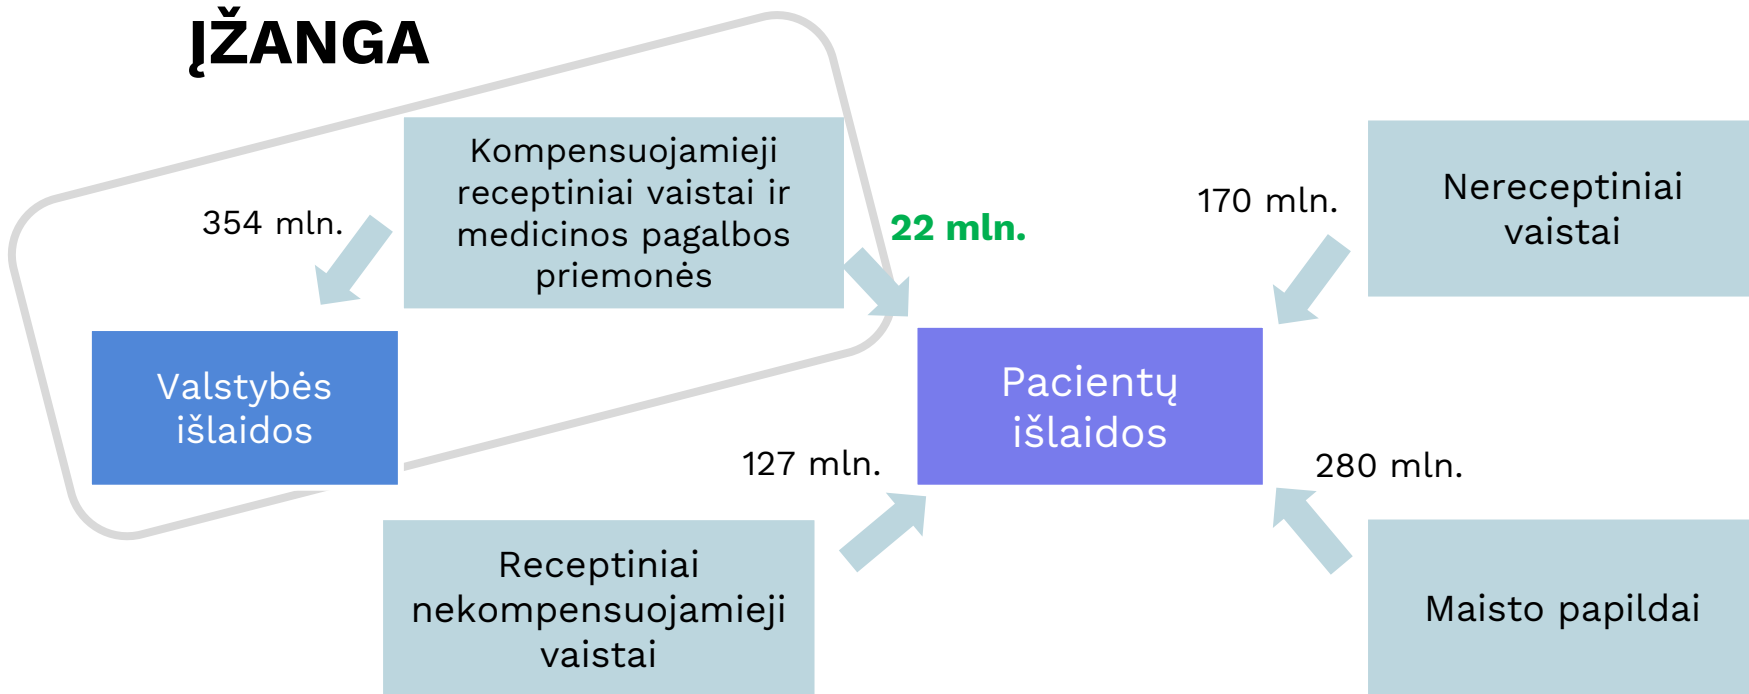 ĮŽANGA
Kompensuojamieji
receptiniai vaistai ir
medicinos pagalbos
priemonės
354 mln.
22 mln.
170 mln.
Nereceptiniai
vaistai
Valstybės
išlaidos
Pacientų
išlaidos
127 mln.
280 mln.
Receptiniai
nekompensuojamieji
vaistai
Maisto papildai